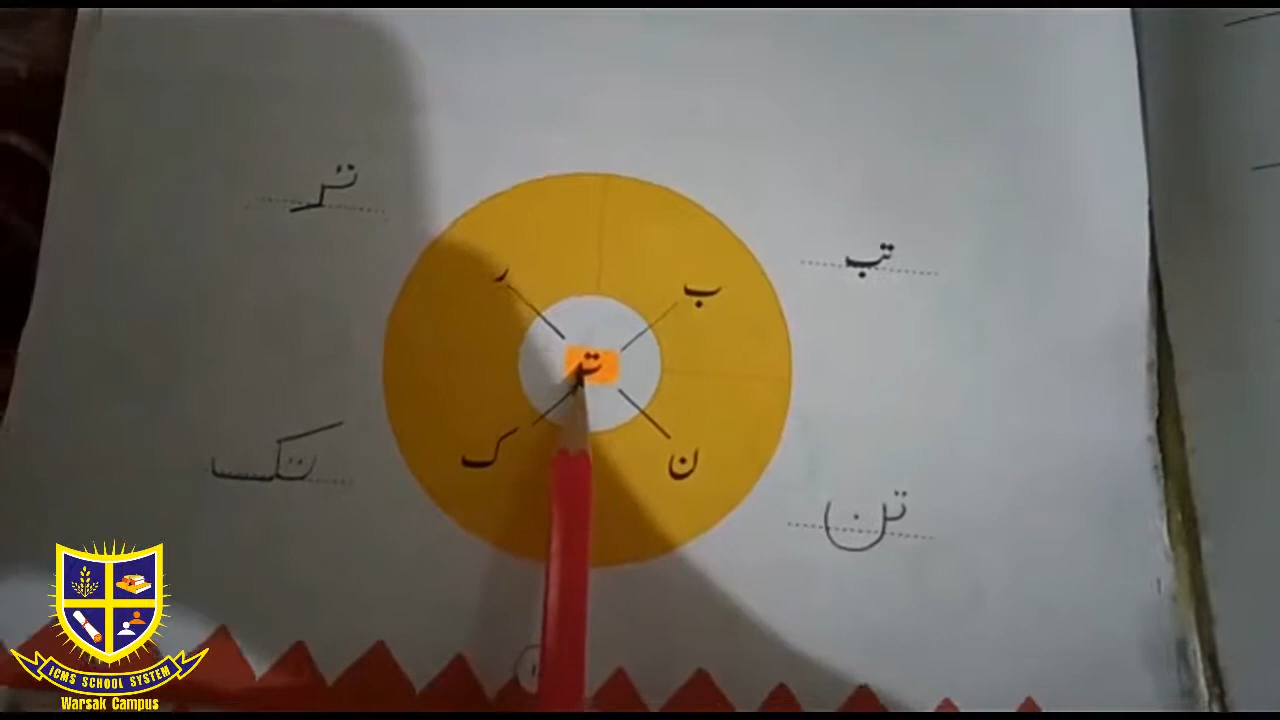 تر
تب
ر
ب
ت
ک
ن
تک
تن
ICMS SCHOOL SYSTEM
Warsak Campus